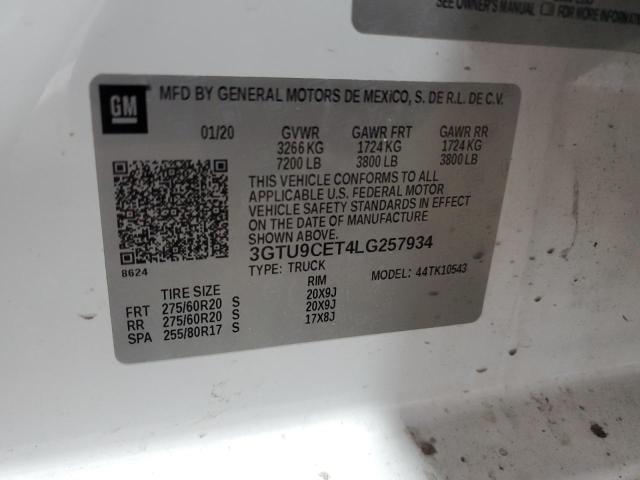 SEE OWNER'S MANUAL FOR MORE INFORMATION
GM
MFD BY GENERAL MOTORS DE MEXiCO, S. DE R.L. DE C.V.
01/20 GVWR GAWR FRT GAWR RR
3266 KG 1724 KG 1724 KG
7200 LB 3800 LB 3800 LB
THIS VEHICLE CONFORMS TO ALL
APPLICABLE U.S. FEDERAL MOTOR
VEHICLE SAFETY STANDARDS IN EFFECT
ON THE DATE OF MANUFACTURE
SHOWN ABOVE.
3GTU9CET4LG257934
8624
TYPE: TRUCK MODEL: 44TK10543
TIRE SIZE RIM
FRT 275/60R20 S 20X9J
RR 275/60R20 S 20X9J
SPA 255/80R17 S 17X8J